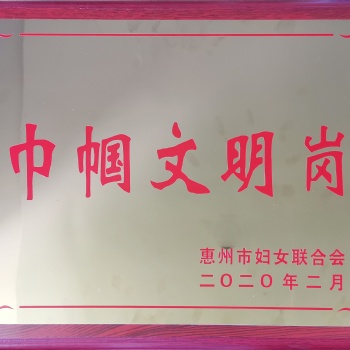 巾帼文明岗
惠州市妇女联合会
二〇二〇年二月